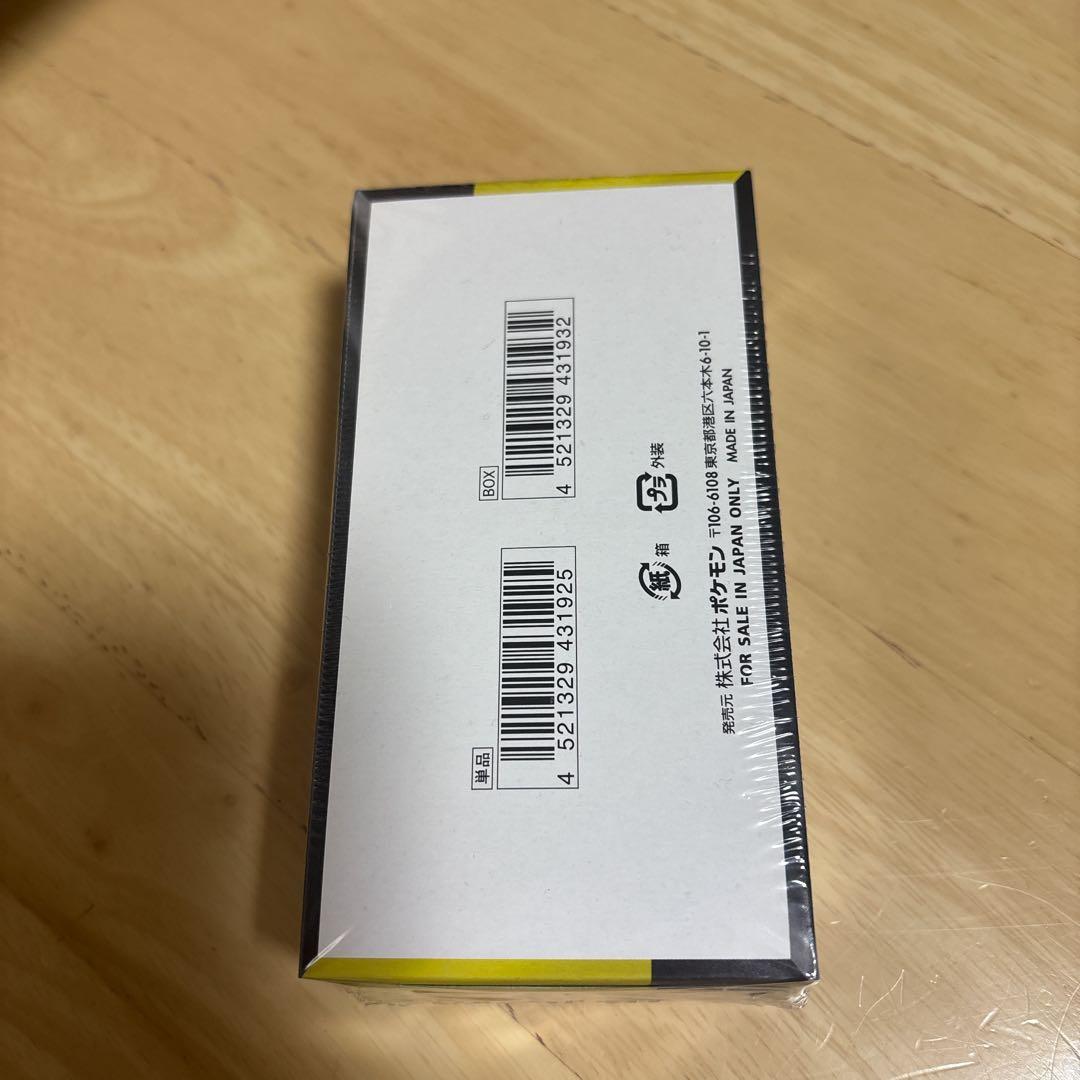 BOX
4 521329 431932
単品
4 521329 431925
紙 箱
プラ 外装
発売元 株式会社 ポケモン 〒106-6108 東京都港区六本木6-10-1
FOR SALE IN JAPAN ONLY MADE IN JAPAN